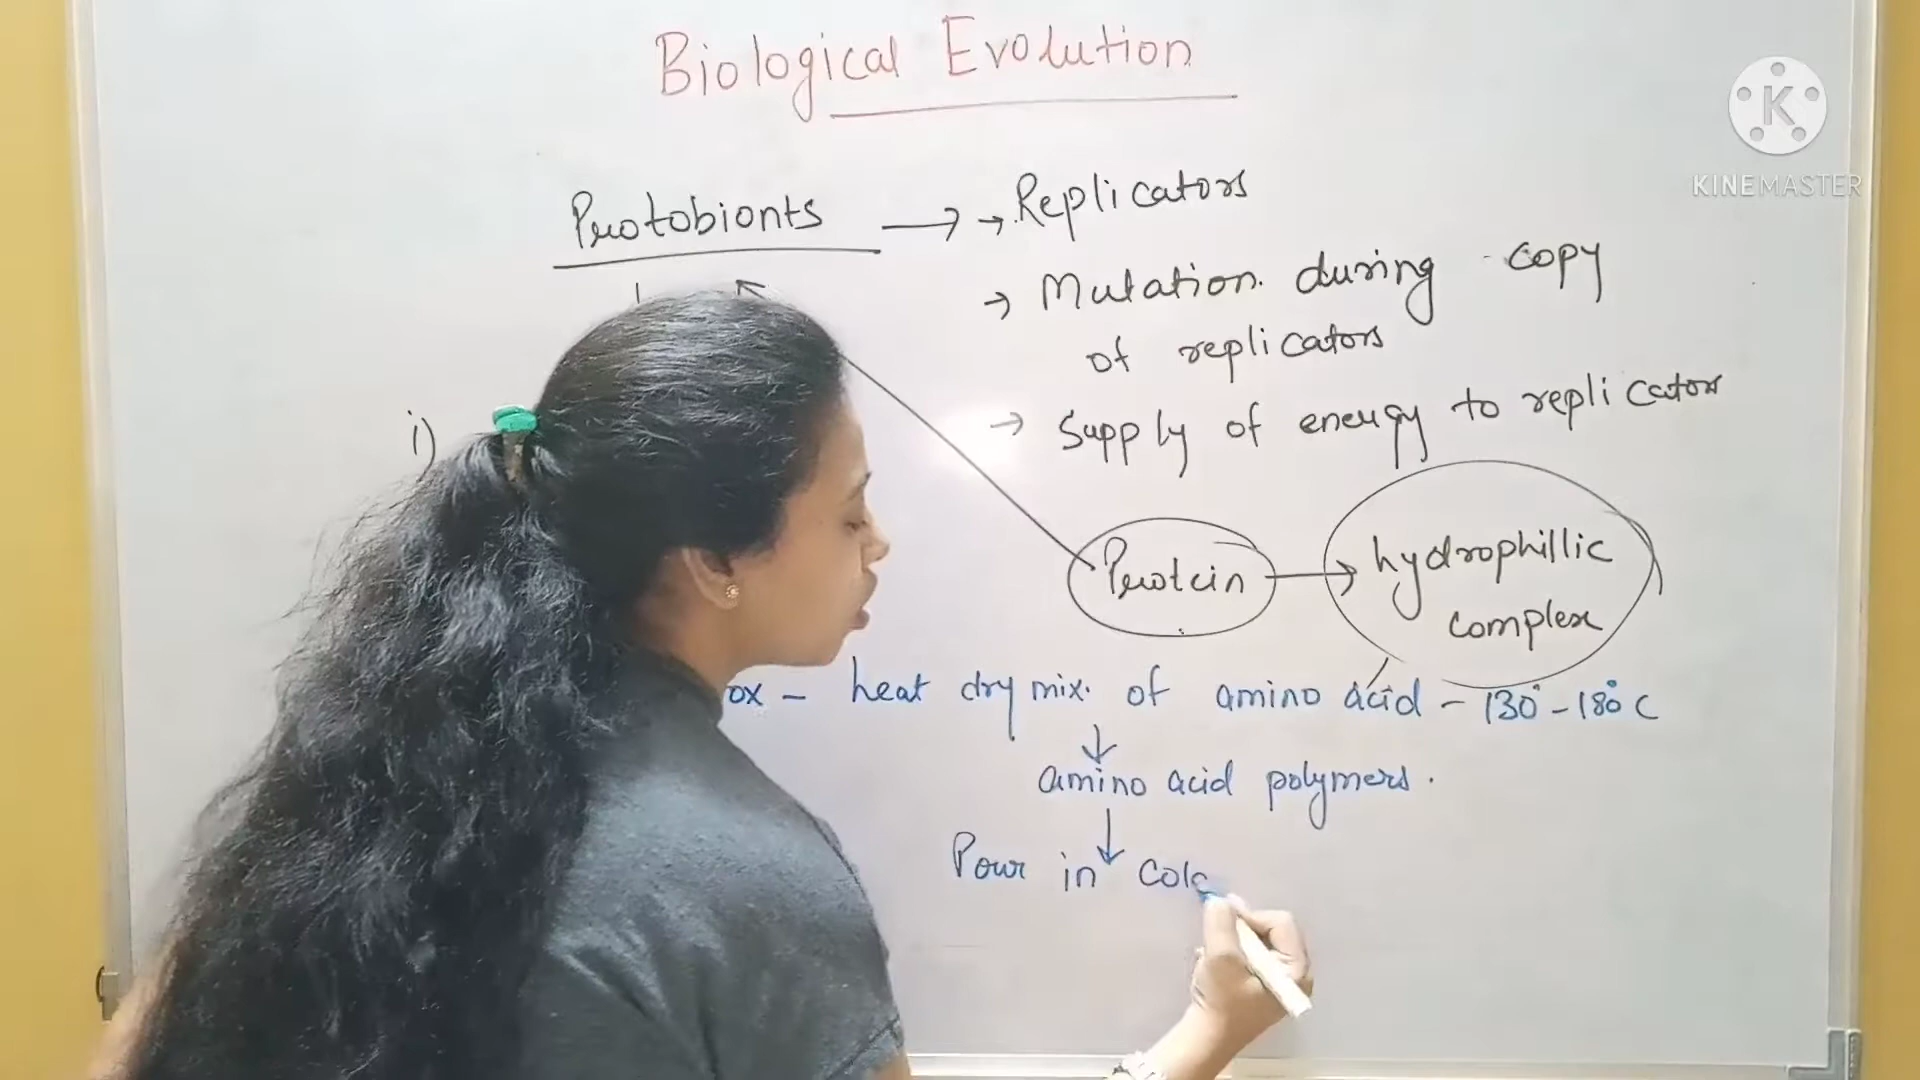 Biological Evolution
KINEMASTER
Protobionts → → Replicators
→ Mutation during copy
of replicators
i)
→ Supply of energy to replicators
Protein → hydrophillic
complex
ox - heat dry mix. of amino acid - 130° - 180°C
↓
amino acid polymers.
↓
Pour in